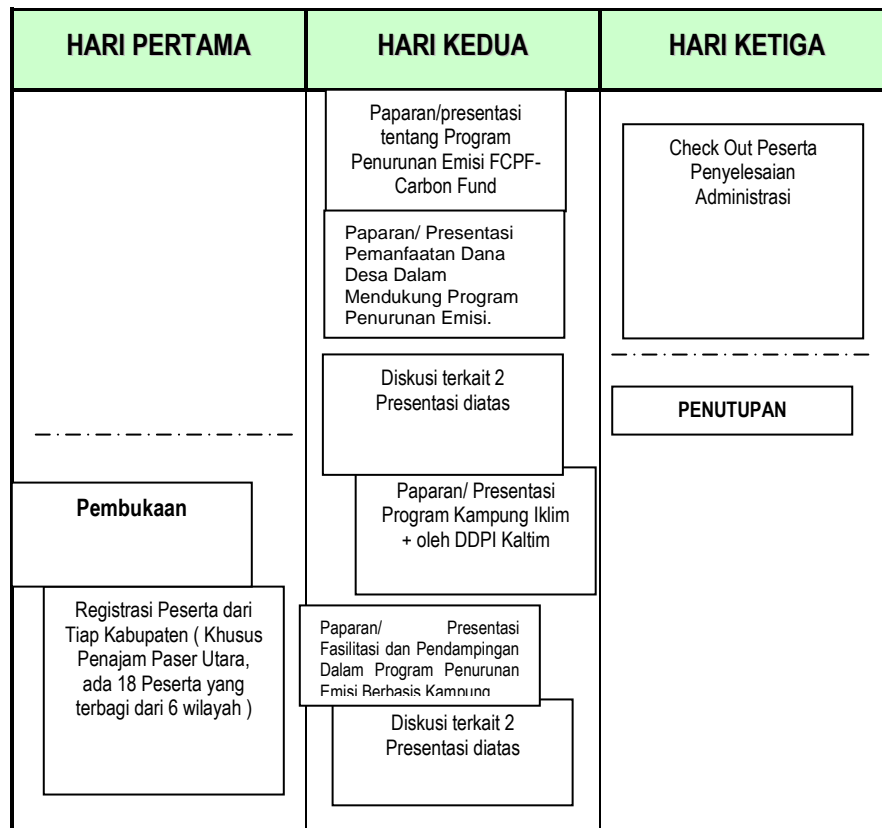 HARI PERTAMA
HARI KEDUA
HARI KETIGA
Pembukaan
Registrasi Peserta dari
Tiap Kabupaten ( Khusus
Penajam Paser Utara,
ada 18 Peserta yang
terbagi dari 6 wilayah )
Paparan/presentasi
tentang Program
Penurunan Emisi FCPF-
Carbon Fund
Paparan/ Presentasi
Pemanfaatan Dana
Desa Dalam
Mendukung Program
Penurunan Emisi.
Diskusi terkait 2
Presentasi diatas
Paparan/ Presentasi
Program Kampung Iklim
+ oleh DDPI Kaltim
Paparan/ Presentasi
Fasilitasi dan Pendampingan
Dalam Program Penurunan
Emisi Berbasis Kampung
Diskusi terkait 2
Presentasi diatas
Check Out Peserta
Penyelesaian
Administrasi
PENUTUPAN